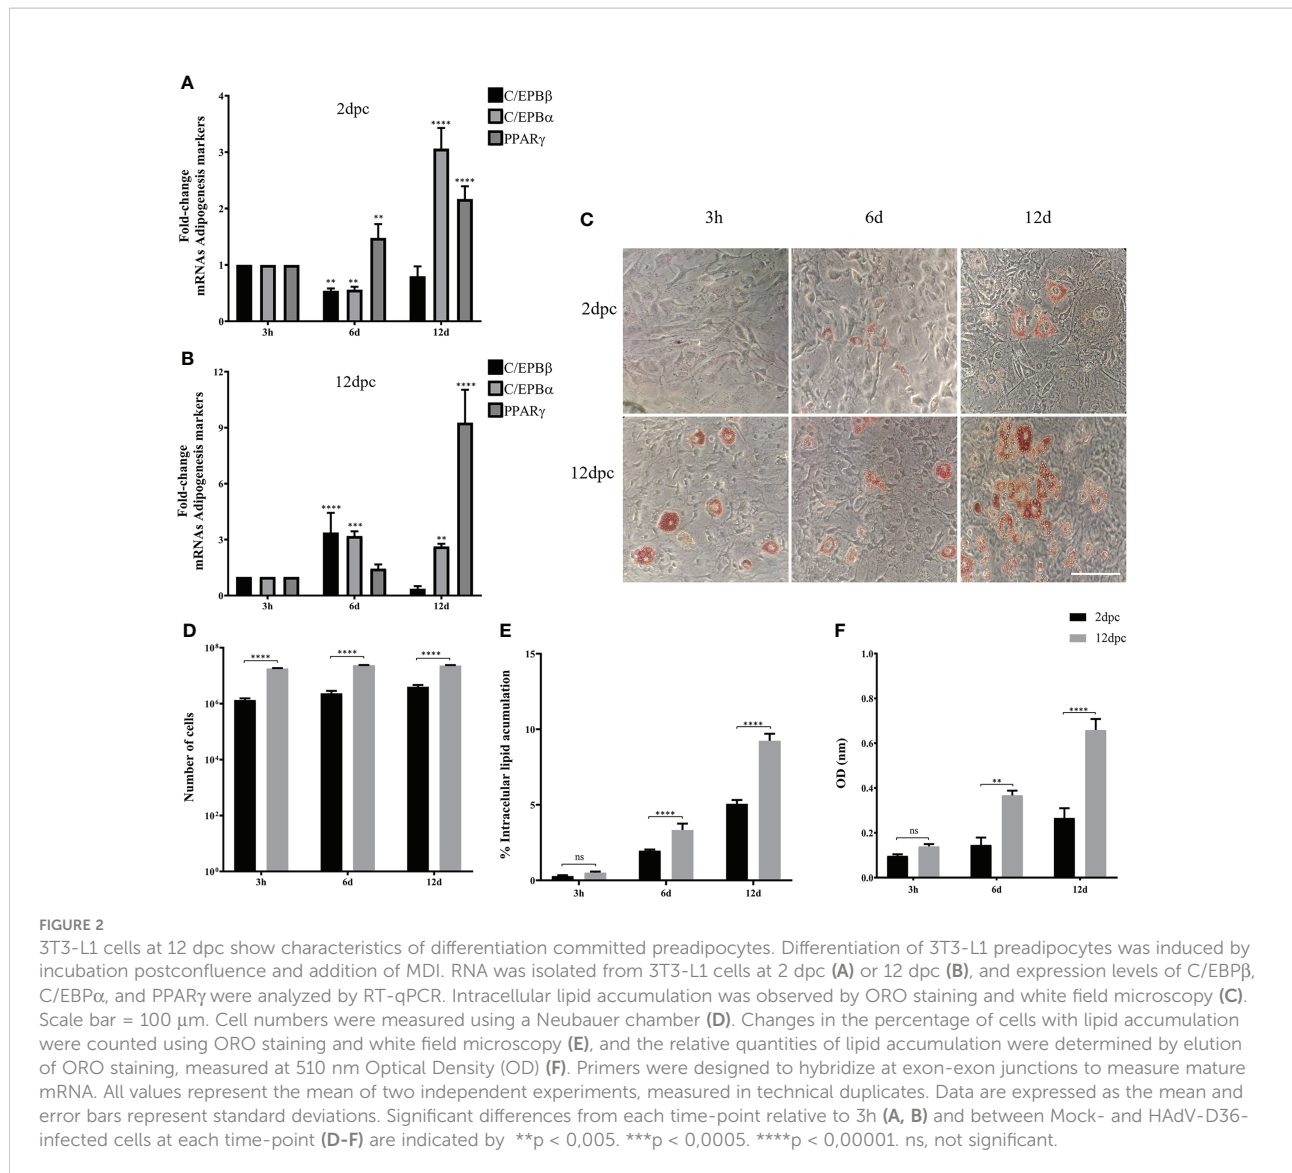 A
2dpc
C/EPBβ
C/EPBα
PPARγ
Fold-change
mRNAs Adipogenesis markers
4
3
2
1
0
**
**
**
****
****
3h
6d
12d
B
12dpc
C/EPBβ
C/EPBα
PPARγ
Fold-change
mRNAs Adipogenesis markers
12
9
6
3
0
****
***
**
****
3h
6d
12d
C
3h
6d
12d
2dpc
12dpc
D
Number of cells
10⁸
10⁶
10⁴
10²
10⁰
****
****
****
3h
6d
12d
E
% Intracelular lipid acumulation
15
10
5
0
ns
****
****
3h
6d
12d
F
2dpc
12dpc
OD (nm)
1.0
0.8
0.6
0.4
0.2
0.0
ns
**
****
3h
6d
12d
FIGURE 2
3T3-L1 cells at 12 dpc show characteristics of differentiation committed preadipocytes. Differentiation of 3T3-L1 preadipocytes was induced by
incubation postconfluence and addition of MDI. RNA was isolated from 3T3-L1 cells at 2 dpc (A) or 12 dpc (B), and expression levels of C/EBPβ,
C/EBPα, and PPARγ were analyzed by RT-qPCR. Intracellular lipid accumulation was observed by ORO staining and white field microscopy (C).
Scale bar = 100 μm. Cell numbers were measured using a Neubauer chamber (D). Changes in the percentage of cells with lipid accumulation
were counted using ORO staining and white field microscopy (E), and the relative quantities of lipid accumulation were determined by elution
of ORO staining, measured at 510 nm Optical Density (OD) (F). Primers were designed to hybridize at exon-exon junctions to measure mature
mRNA. All values represent the mean of two independent experiments, measured in technical duplicates. Data are expressed as the mean and
error bars represent standard deviations. Significant differences from each time-point relative to 3h (A, B) and between Mock- and HAdV-D36-
infected cells at each time-point (D-F) are indicated by **p < 0,005. ***p < 0,0005. ****p < 0,00001. ns, not significant.